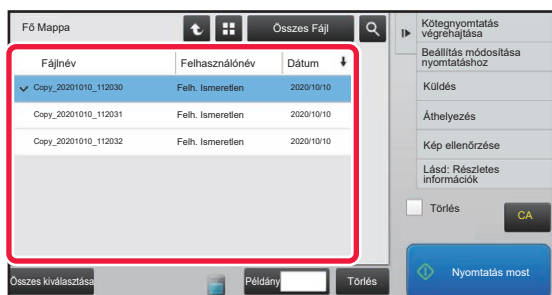 Fő Mappa
Összes Fájl
Fájlnév Felhasználónév Dátum
Copy_20201010_112030 Felh. Ismeretlen 2020/10/10
Copy_20201010_112031 Felh. Ismeretlen 2020/10/10
Copy_20201010_112032 Felh. Ismeretlen 2020/10/10
Összes kiválasztása
Példány
Törlés
Kötegnyomtatás
végrehajtása
Beállítás módosítása
nyomtatáshoz
Küldés
Áthelyezés
Kép ellenőrzése
Lásd: Részletes
információk
Törlés
CA
Nyomtatás most